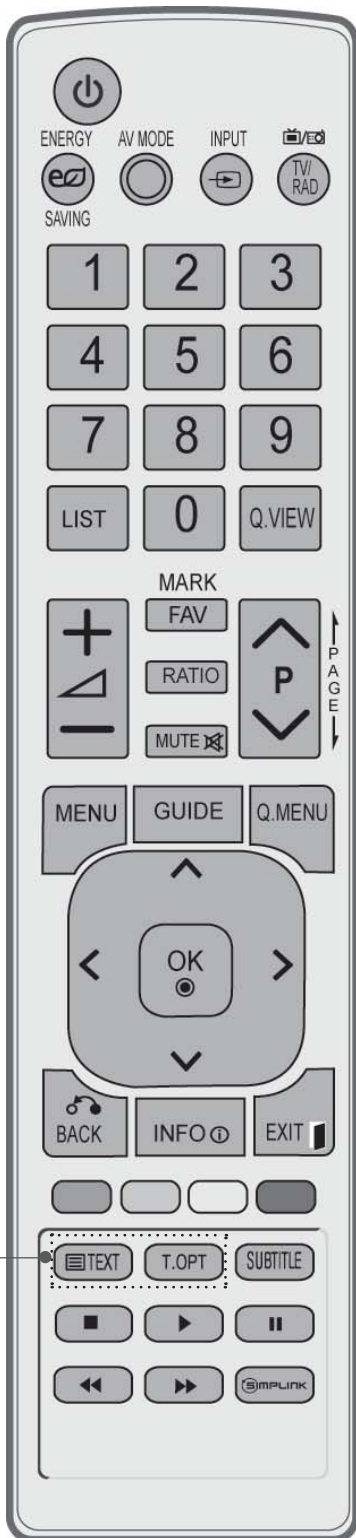 ENERGY AV MODE INPUT
TV/
RAD
SAVING
1 2 3
4 5 6
7 8 9
LIST 0 Q.VIEW
MARK
FAV
RATIO
P
PAGE
MUTE
MENU GUIDE Q.MENU
OK
BACK INFO EXIT
TEXT T.OPT SUBTITLE
SIMPLINK